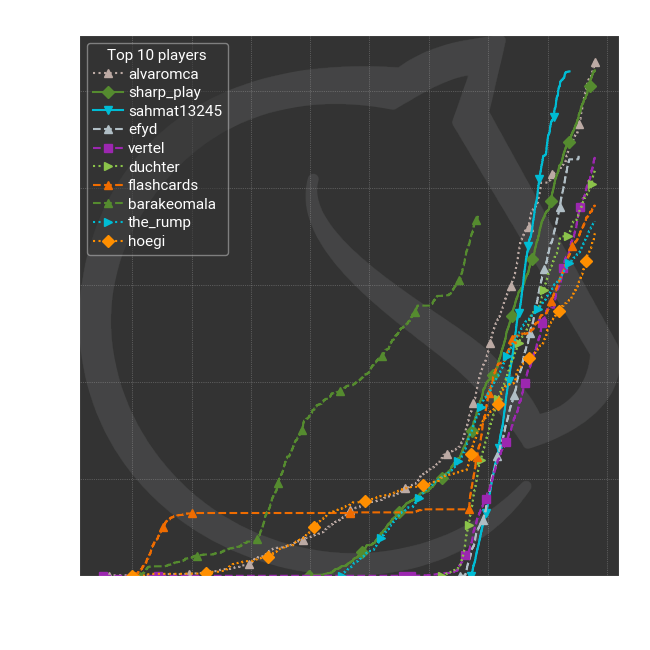 Top 10 players
alvaromca
sharp_play
sahmat13245
efyd
vertel
duchter
flashcards
barakeomala
the_rump
hoegi